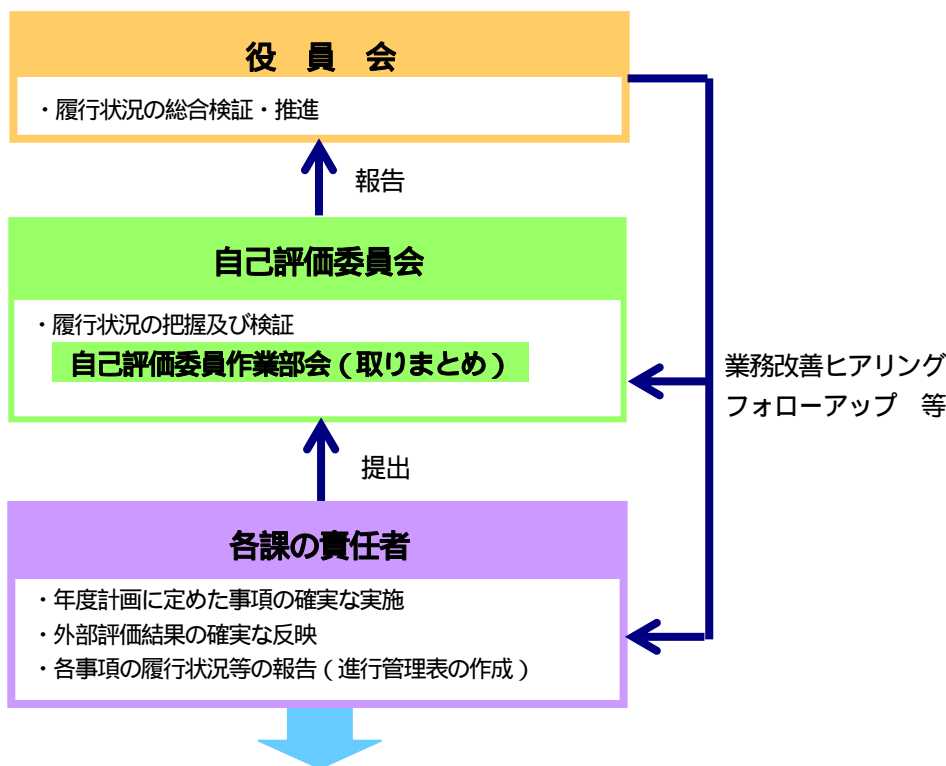 役　員　会
・履行状況の総合検証・推進
報告
自己評価委員会
・履行状況の把握及び検証
自己評価委員作業部会（取りまとめ）
業務改善ヒアリング
フォローアップ　等
提出
各課の責任者
・年度計画に定めた事項の確実な実施
・外部評価結果の確実な反映
・各事項の履行状況等の報告（進行管理表の作成）